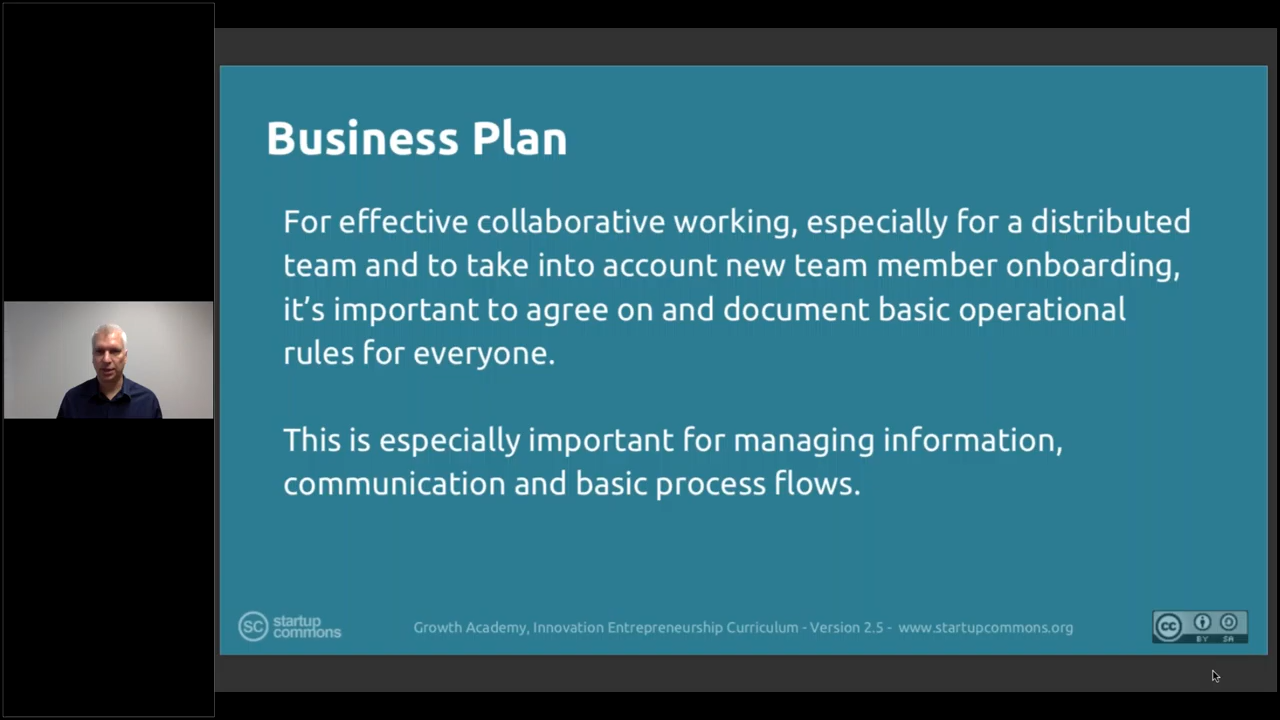 Business Plan
For effective collaborative working, especially for a distributed
team and to take into account new team member onboarding,
it’s important to agree on and document basic operational
rules for everyone.
This is especially important for managing information,
communication and basic process flows.
SC startup
commons
Growth Academy, Innovation Entrepreneurship Curriculum - Version 2.5 - www.startupcommons.org
cc
BY SA